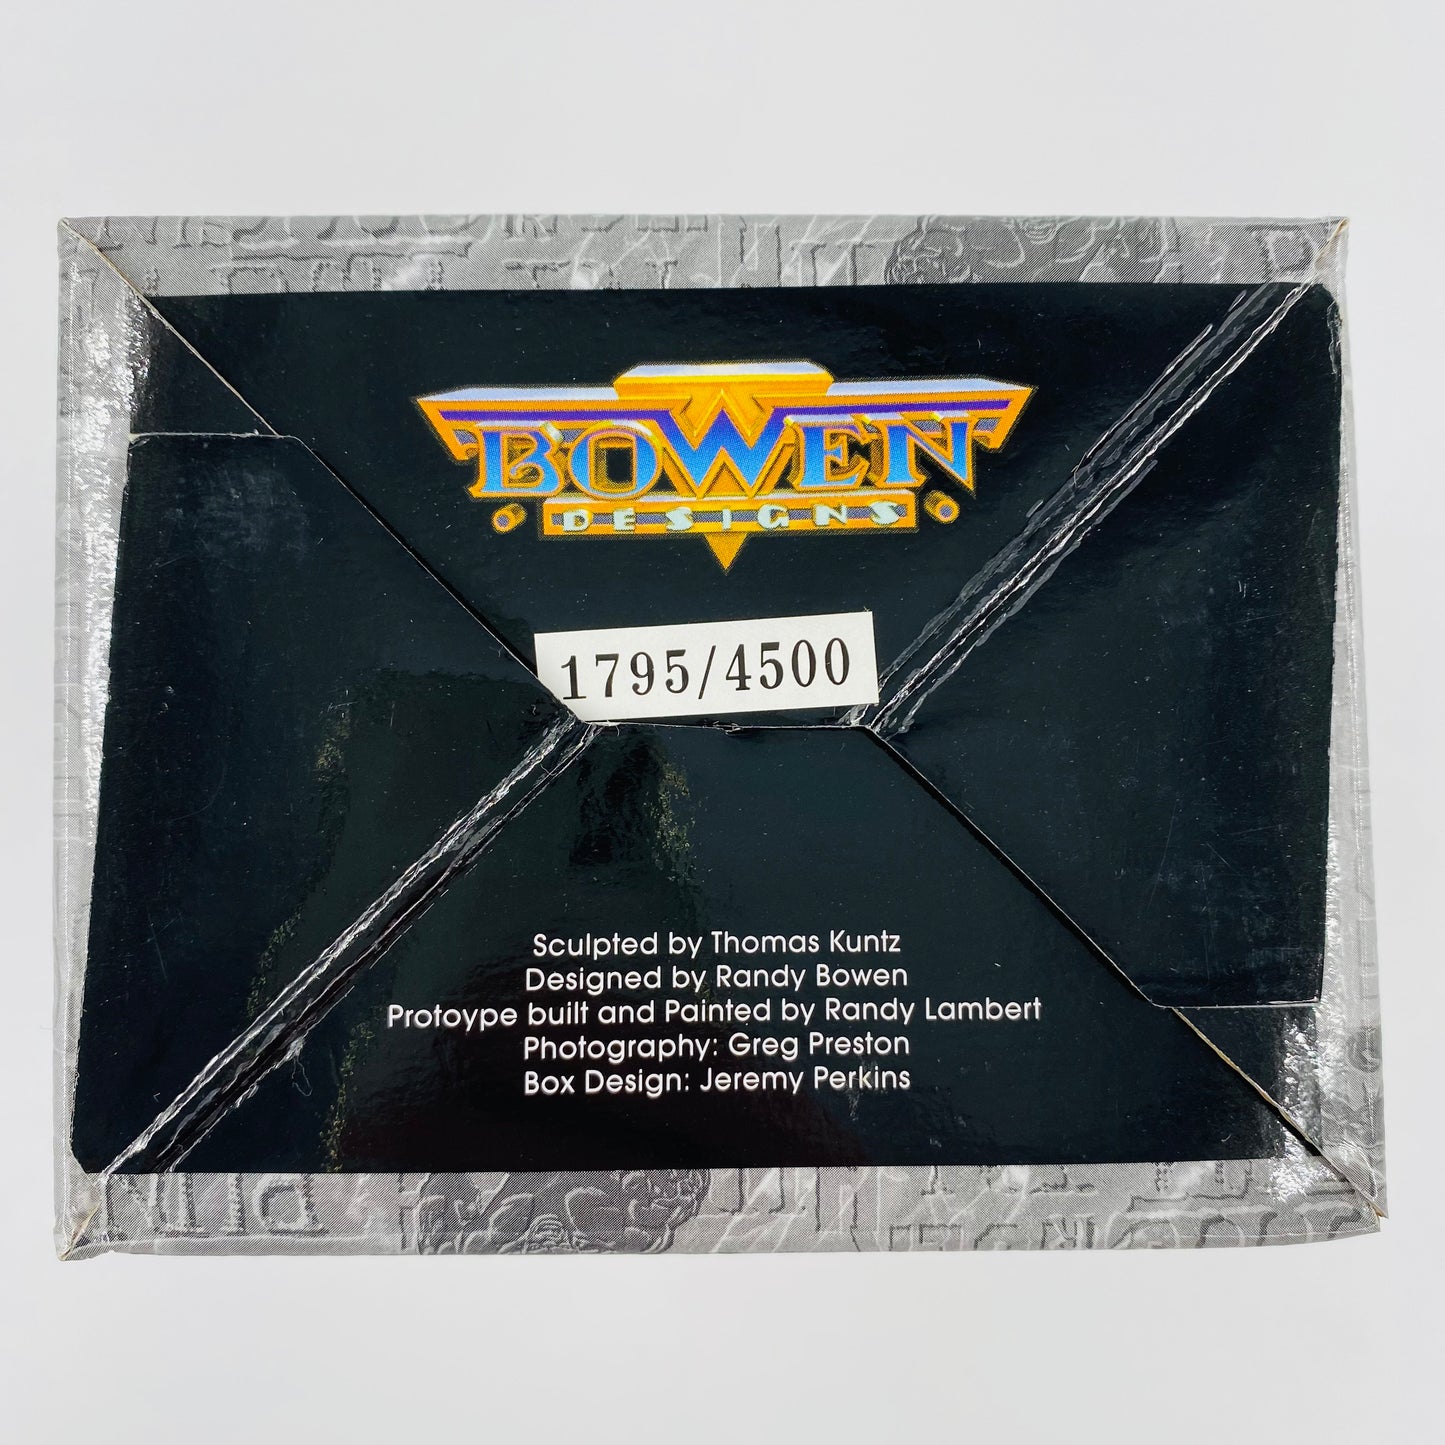 BOWEN
DESIGNS
1795/4500
Sculpted by Thomas Kuntz
Designed by Randy Bowen
Protoype built and Painted by Randy Lambert
Photography: Greg Preston
Box Design: Jeremy Perkins